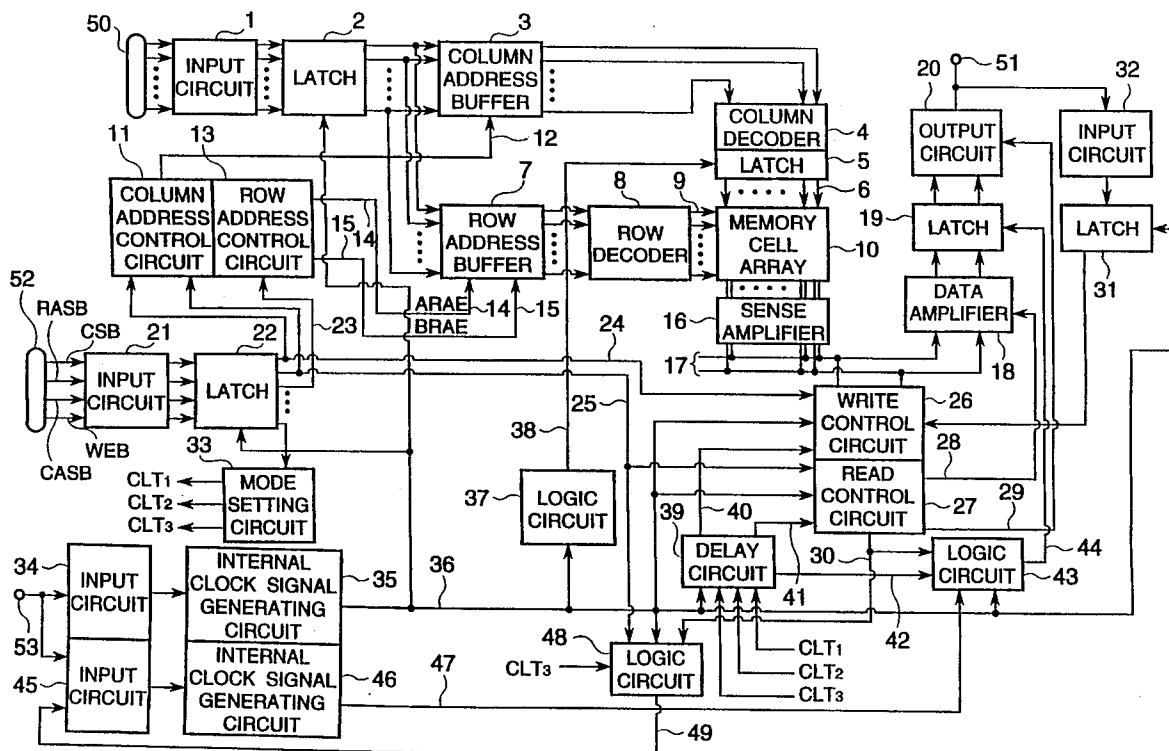 50
1
INPUT
CIRCUIT
2
LATCH
3
COLUMN
ADDRESS
BUFFER
12
COLUMN
DECODER
4
LATCH
5
6
51
20
OUTPUT
CIRCUIT
32
INPUT
CIRCUIT
11
COLUMN
ADDRESS
CONTROL
CIRCUIT
13
ROW
ADDRESS
CONTROL
CIRCUIT
15
14
7
ROW
ADDRESS
BUFFER
8
ROW
DECODER
9
MEMORY
CELL
ARRAY
10
19
LATCH
LATCH
31
ARAE
14
BRAE
15
16
SENSE
AMPLIFIER
DATA
AMPLIFIER
18
17
52
RASB
CSB
21
INPUT
CIRCUIT
22
LATCH
23
24
25
WEB
CASB
WRITE
CONTROL
CIRCUIT
26
READ
CONTROL
CIRCUIT
27
28
29
30
33
MODE
SETTING
CIRCUIT
CLT1
CLT2
CLT3
38
37
LOGIC
CIRCUIT
40
39
DELAY
CIRCUIT
41
42
LOGIC
CIRCUIT
43
44
34
INPUT
CIRCUIT
53
INTERNAL
CLOCK SIGNAL
GENERATING
CIRCUIT
35
36
45
INPUT
CIRCUIT
INTERNAL
CLOCK SIGNAL
GENERATING
CIRCUIT
46
47
CLT3
48
LOGIC
CIRCUIT
49
CLT1
CLT2
CLT3